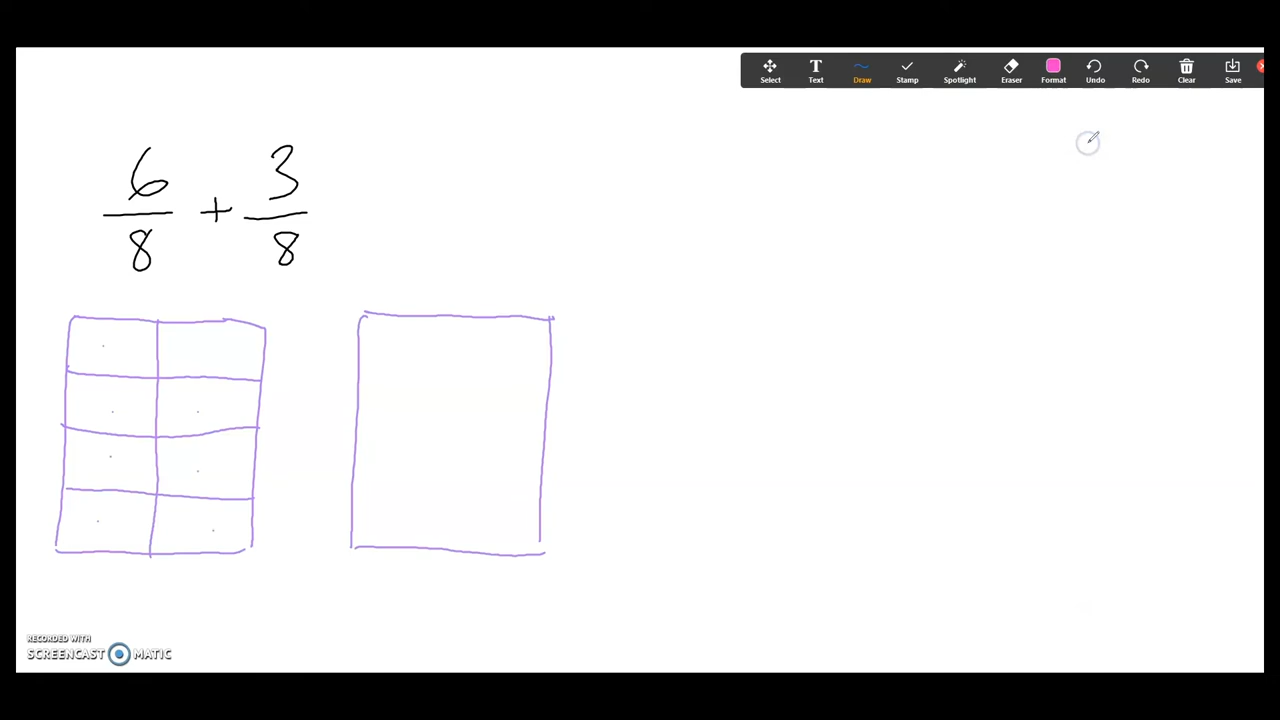 Select Text Draw Stamp Spotlight Eraser Format Undo Redo Clear Save
6/8 + 3/8
RECORDED WITH
SCREENCAST MATIC